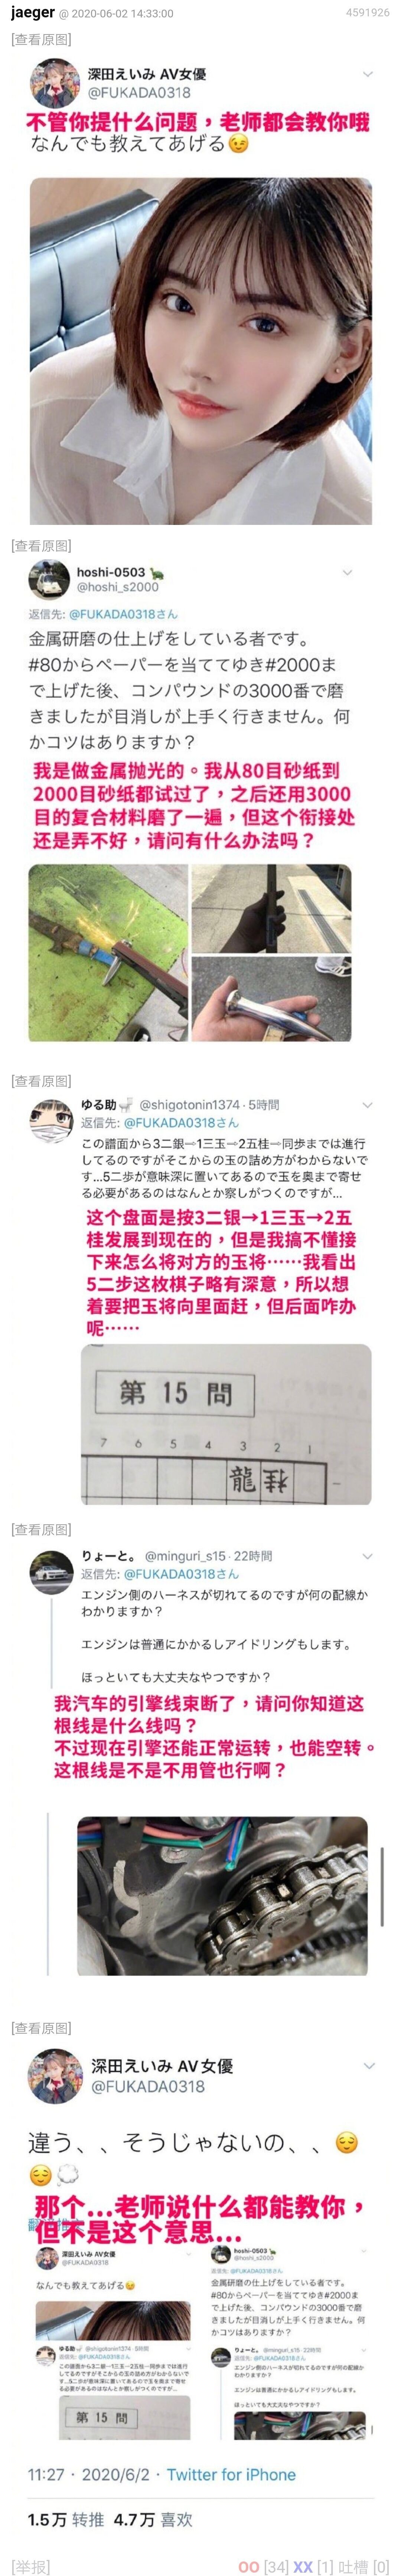 jaeger @ 2020-06-02 14:33:00 4591926
[查看原图]
深田えいみ AV女優
@FUKADA0318
不管你提什么问题，老师都会教你哦
なんでも教えてあげる😉
[查看原图]
hoshi-0503 🐢
@hoshi_s2000
返信先: @FUKADA0318さん
金属研磨の仕上げをしている者です。
#80からペーパーを当ててゆき#2000ま
で上げた後、コンパウンドの3000番で磨
きましたが目消しが上手く行きません。何
かコツはありますか？
我是做金属抛光的。我从80目砂纸到
2000目砂纸都试过了，之后还用3000
目的复合材料磨了一遍，但这个衔接处
还是弄不好，请问有什么办法吗？
[查看原图]
ゆる助 @shigotonin1374 · 5時間
返信先: @FUKADA0318さん
この譜面から3二銀⇨1三玉⇨2五桂⇨同歩までは進行
してるのですがそこからの玉の詰め方がわからないで
す...5二歩が意味深に置いてあるので玉を奥まで寄せ
る必要があるのはなんとか察しがつくのですが...
这个盘面是按3二银→1三玉→2五
桂发展到现在的，但是我搞不懂接
下来怎么将对方的玉将……我看出
5二步这枚棋子略有深意，所以想
着要把玉将向里面赶，但后面咋办
呢……
第 15 問
7 6 5 4 3 2 1
龍 桂 一
[查看原图]
りょーと。 @minguri_s15 · 22時間
返信先: @FUKADA0318さん
エンジン側のハーネスが切れてるのですが何の配線か
わかりますか？
エンジンは普通にかかるしアイドリングもします。
ほっといても大丈夫なやつですか？
我汽车的引擎线束断了，请问你知道这
根线是什么线吗？
不过现在引擎还能正常运转，也能空转。
这根线是不是不用管也行啊？
[查看原图]
深田えいみ AV女優
@FUKADA0318
違う、、そうじゃないの、、😌
😌💭
那个...老师说什么都能教你，
但不是这个意思...
深田えいみ AV女優
@FUKADA0318
なんでも教えてあげる😉
hoshi-0503
@hoshi_s2000
返信先: @FUKADA0318さん
金属研磨の仕上げをしている者です。
#80からペーパーを当ててゆき#2000ま
で上げた後、コンパウンドの3000番で磨
きましたが目消しが上手く行きません。何
かコツはありますか？
ゆる助 @shigotonin1374 5時間
返信先: @FUKADA0318さん
この譜面から3二銀⇨1三玉⇨2五桂⇨同歩までは進行
してるのですがそこからの玉の詰め方がわからないで
す...5二歩が意味深に置いてあるので玉を奥まで寄せ
る必要があるのはなんとか察しがつくのですが...
第 15 問
りょーと。 @minguri_s15 · 22時間
返信先: @FUKADA0318さん
エンジン側のハーネスが切れてるのですが何の配線か
わかりますか？
エンジンは普通にかかるしアイドリングもします。
ほっといても大丈夫なやつですか？
11:27 · 2020/6/2 · Twitter for iPhone
1.5万 转推 4.7万 喜欢
[举报] OO [34] XX [1] 吐槽 [0]